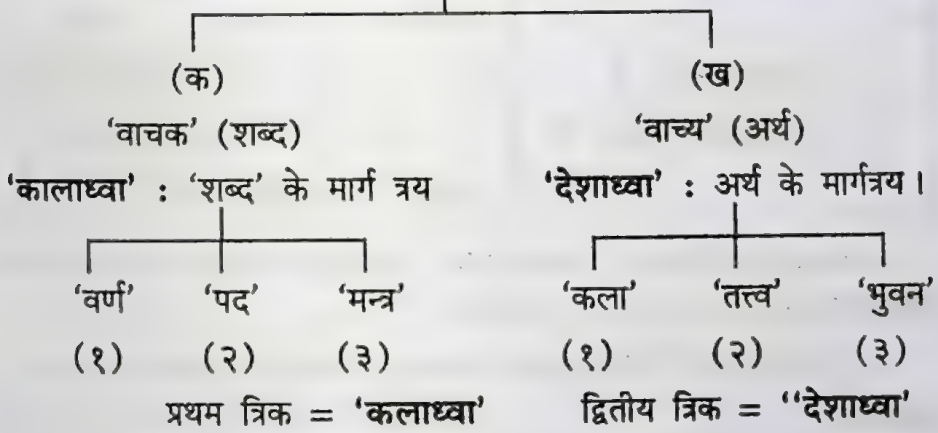 (क) (ख)
'वाचक' (शब्द) 'वाच्य' (अर्थ)
'कालाध्वा' : 'शब्द' के मार्ग त्रय 'देशाध्वा' : अर्थ के मार्गत्रय ।
'वर्ण' 'पद' 'मन्त्र' 'कला' 'तत्त्व' 'भुवन'
(१) (२) (३) (१) (२) (३)
प्रथम त्रिक = 'कलाध्वा' द्वितीय त्रिक = ''देशाध्वा'